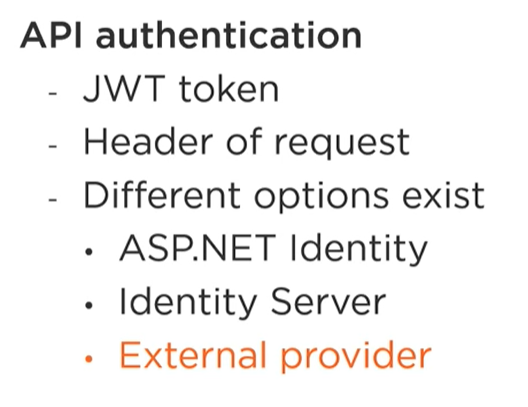 API authentication
- JWT token
- Header of request
- Different options exist
• ASP.NET Identity
• Identity Server
• External provider